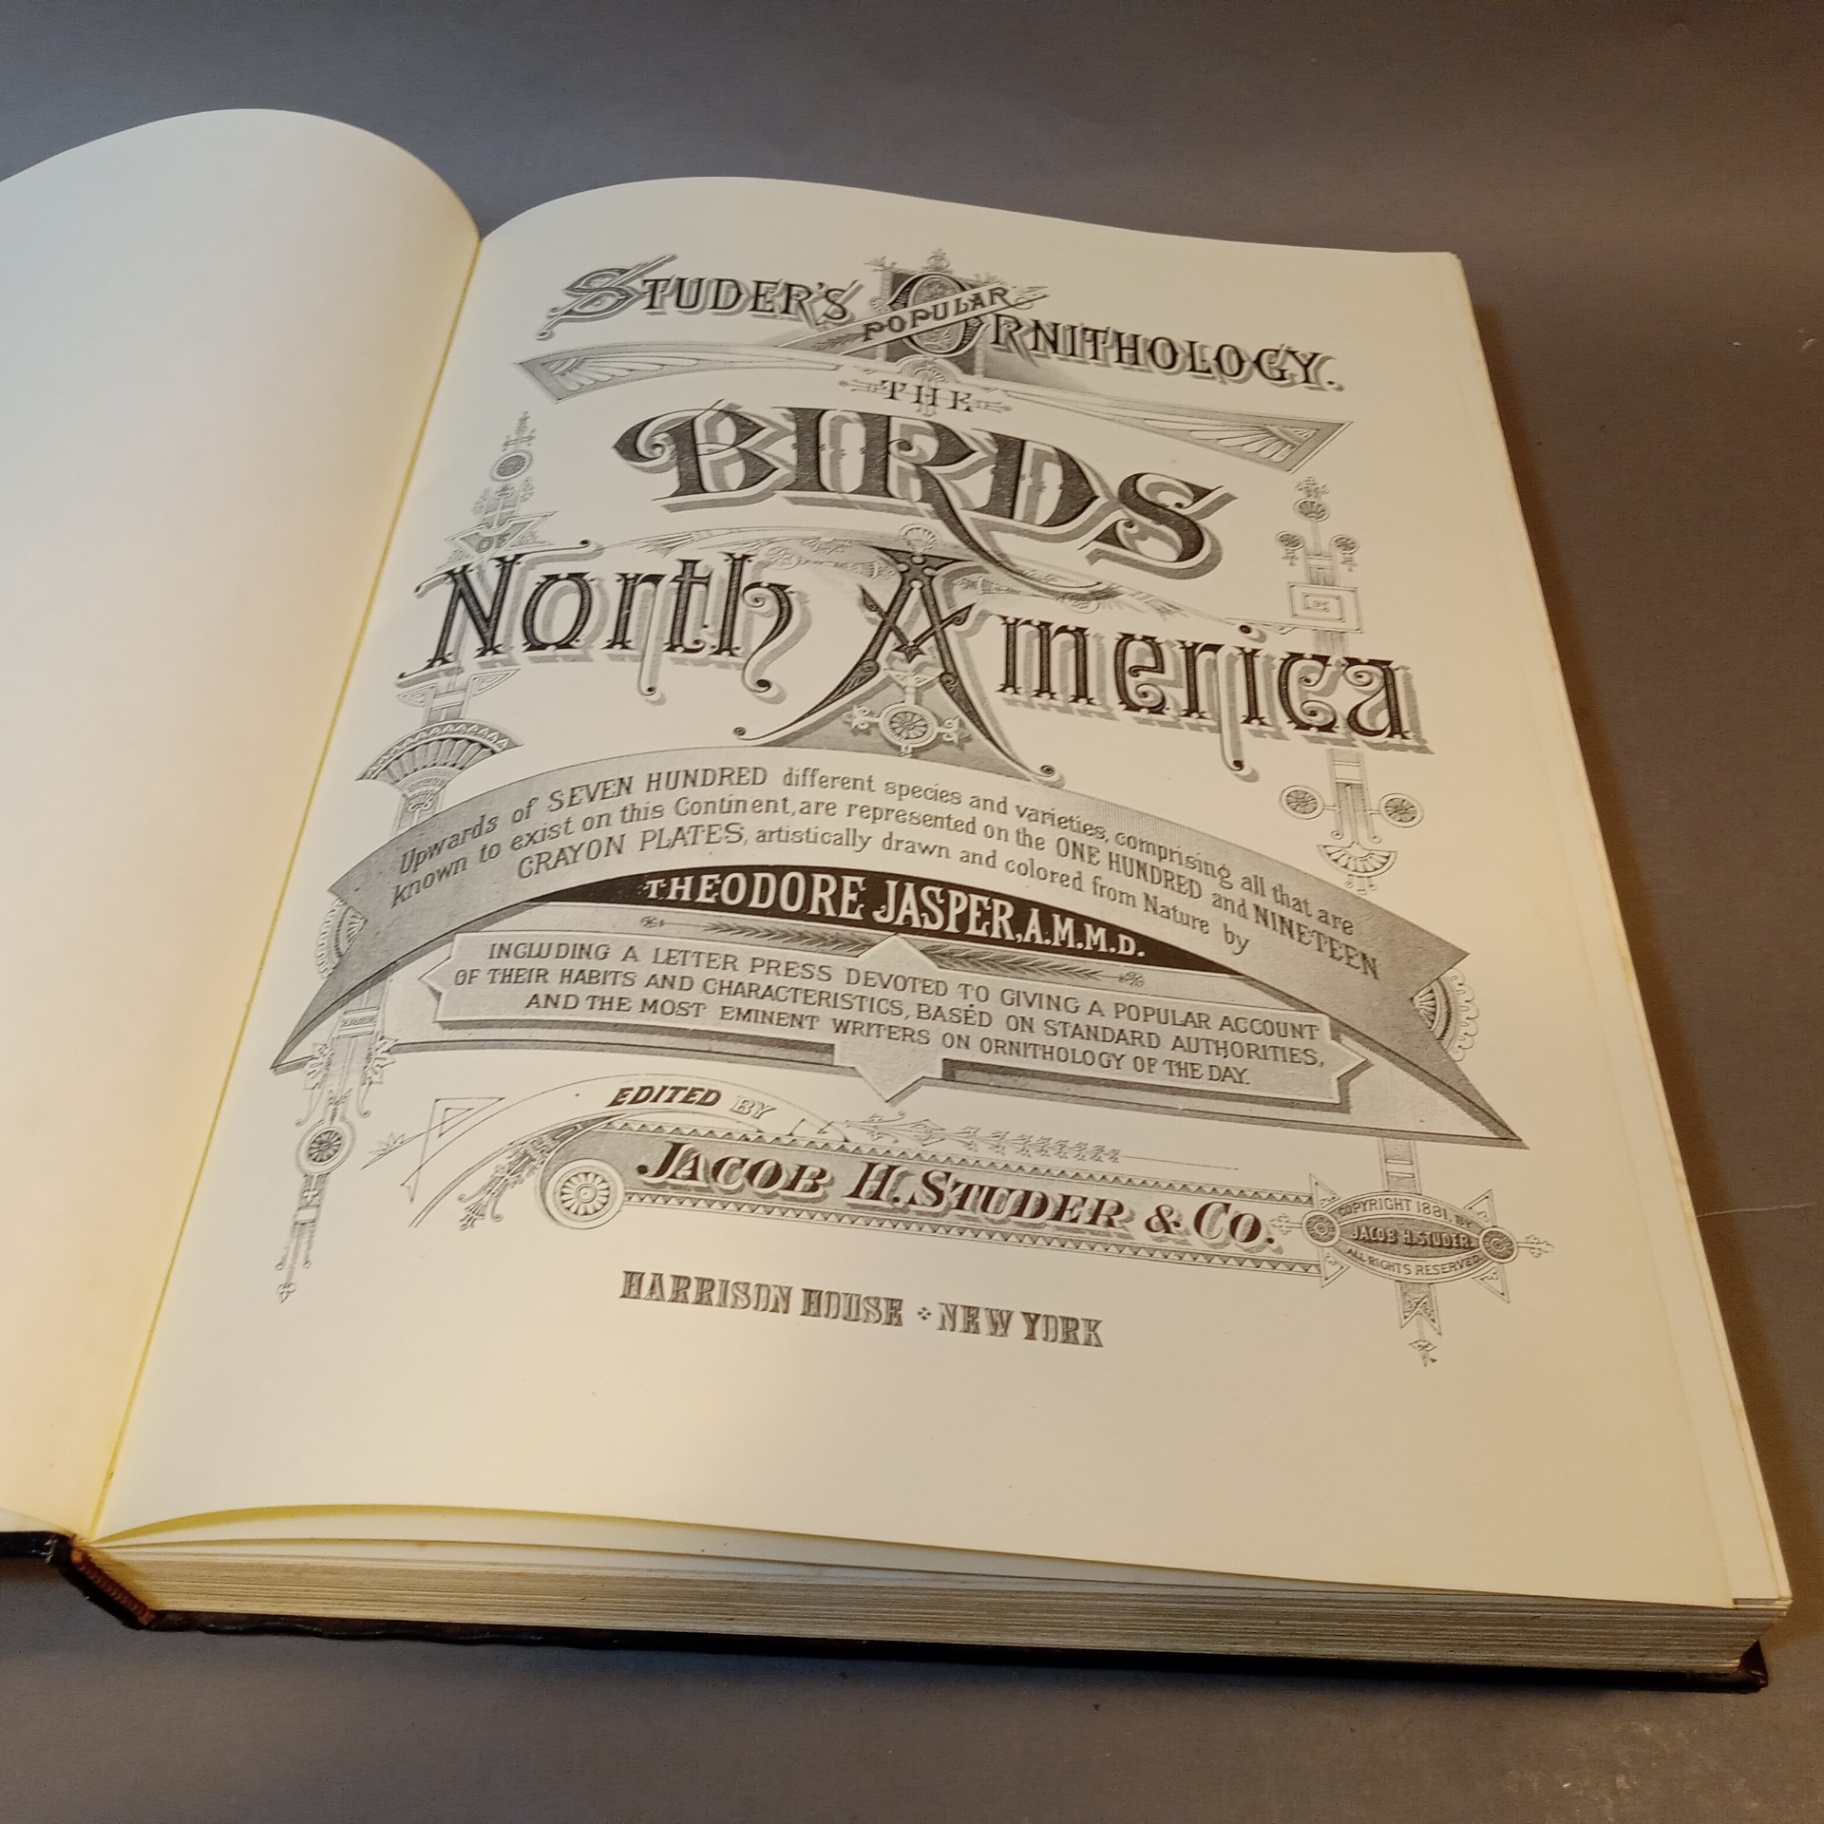 STUDER'S POPULAR ORNITHOLOGY.
THE
BIRDS
OF
North America
Upwards of SEVEN HUNDRED different species and varieties, comprising all that are
known to exist on this Continent, are represented on the ONE HUNDRED and NINETEEN
CRAYON PLATES, artistically drawn and colored from Nature by
THEODORE JASPER, A.M.M.D.
INCLUDING A LETTER PRESS DEVOTED TO GIVING A POPULAR ACCOUNT
OF THEIR HABITS AND CHARACTERISTICS, BASED ON STANDARD AUTHORITIES,
AND THE MOST EMINENT WRITERS ON ORNITHOLOGY OF THE DAY.
EDITED BY
JACOB H. STUDER & CO.
COPYRIGHT 1881, BY
JACOB H. STUDER.
ALL RIGHTS RESERVED.
HARRISON HOUSE NEW YORK